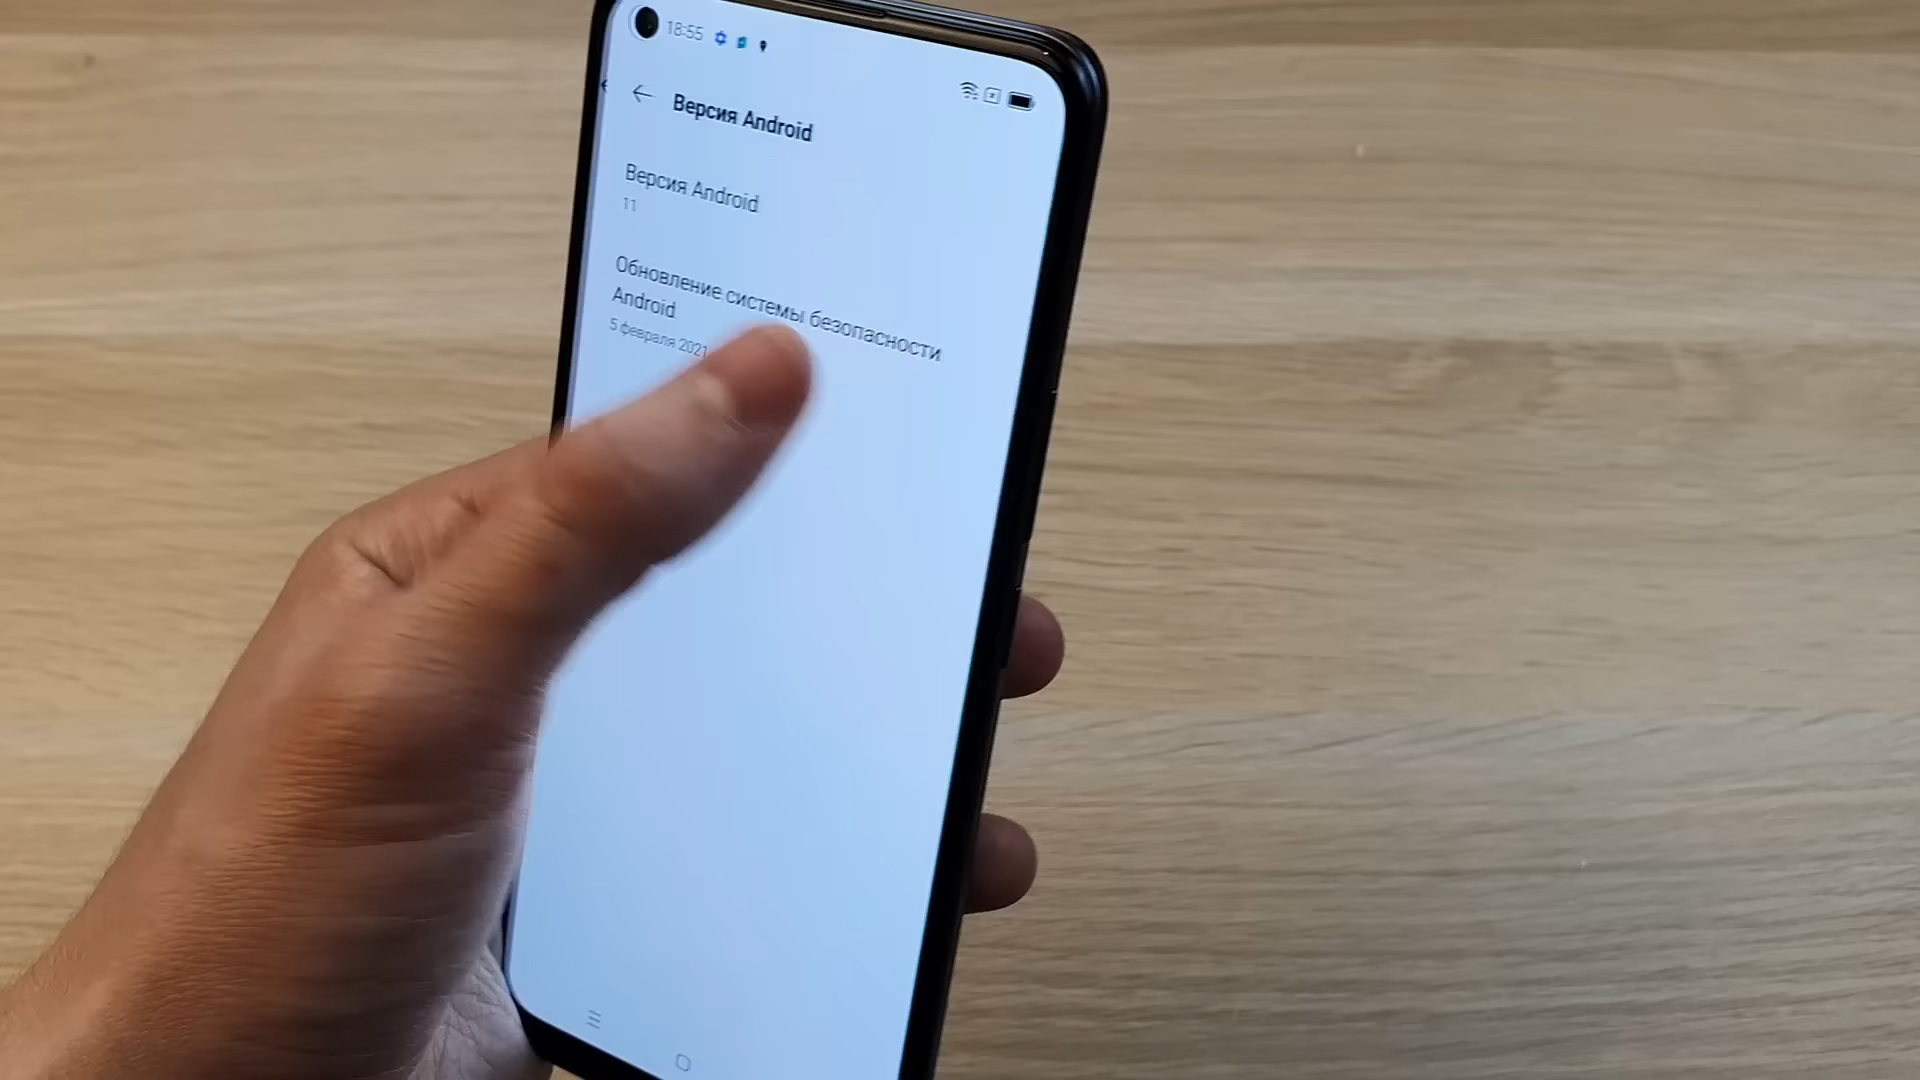 18:55
Версия Android
Версия Android
11
Обновление системы безопасности
Android
5 февраля 2021